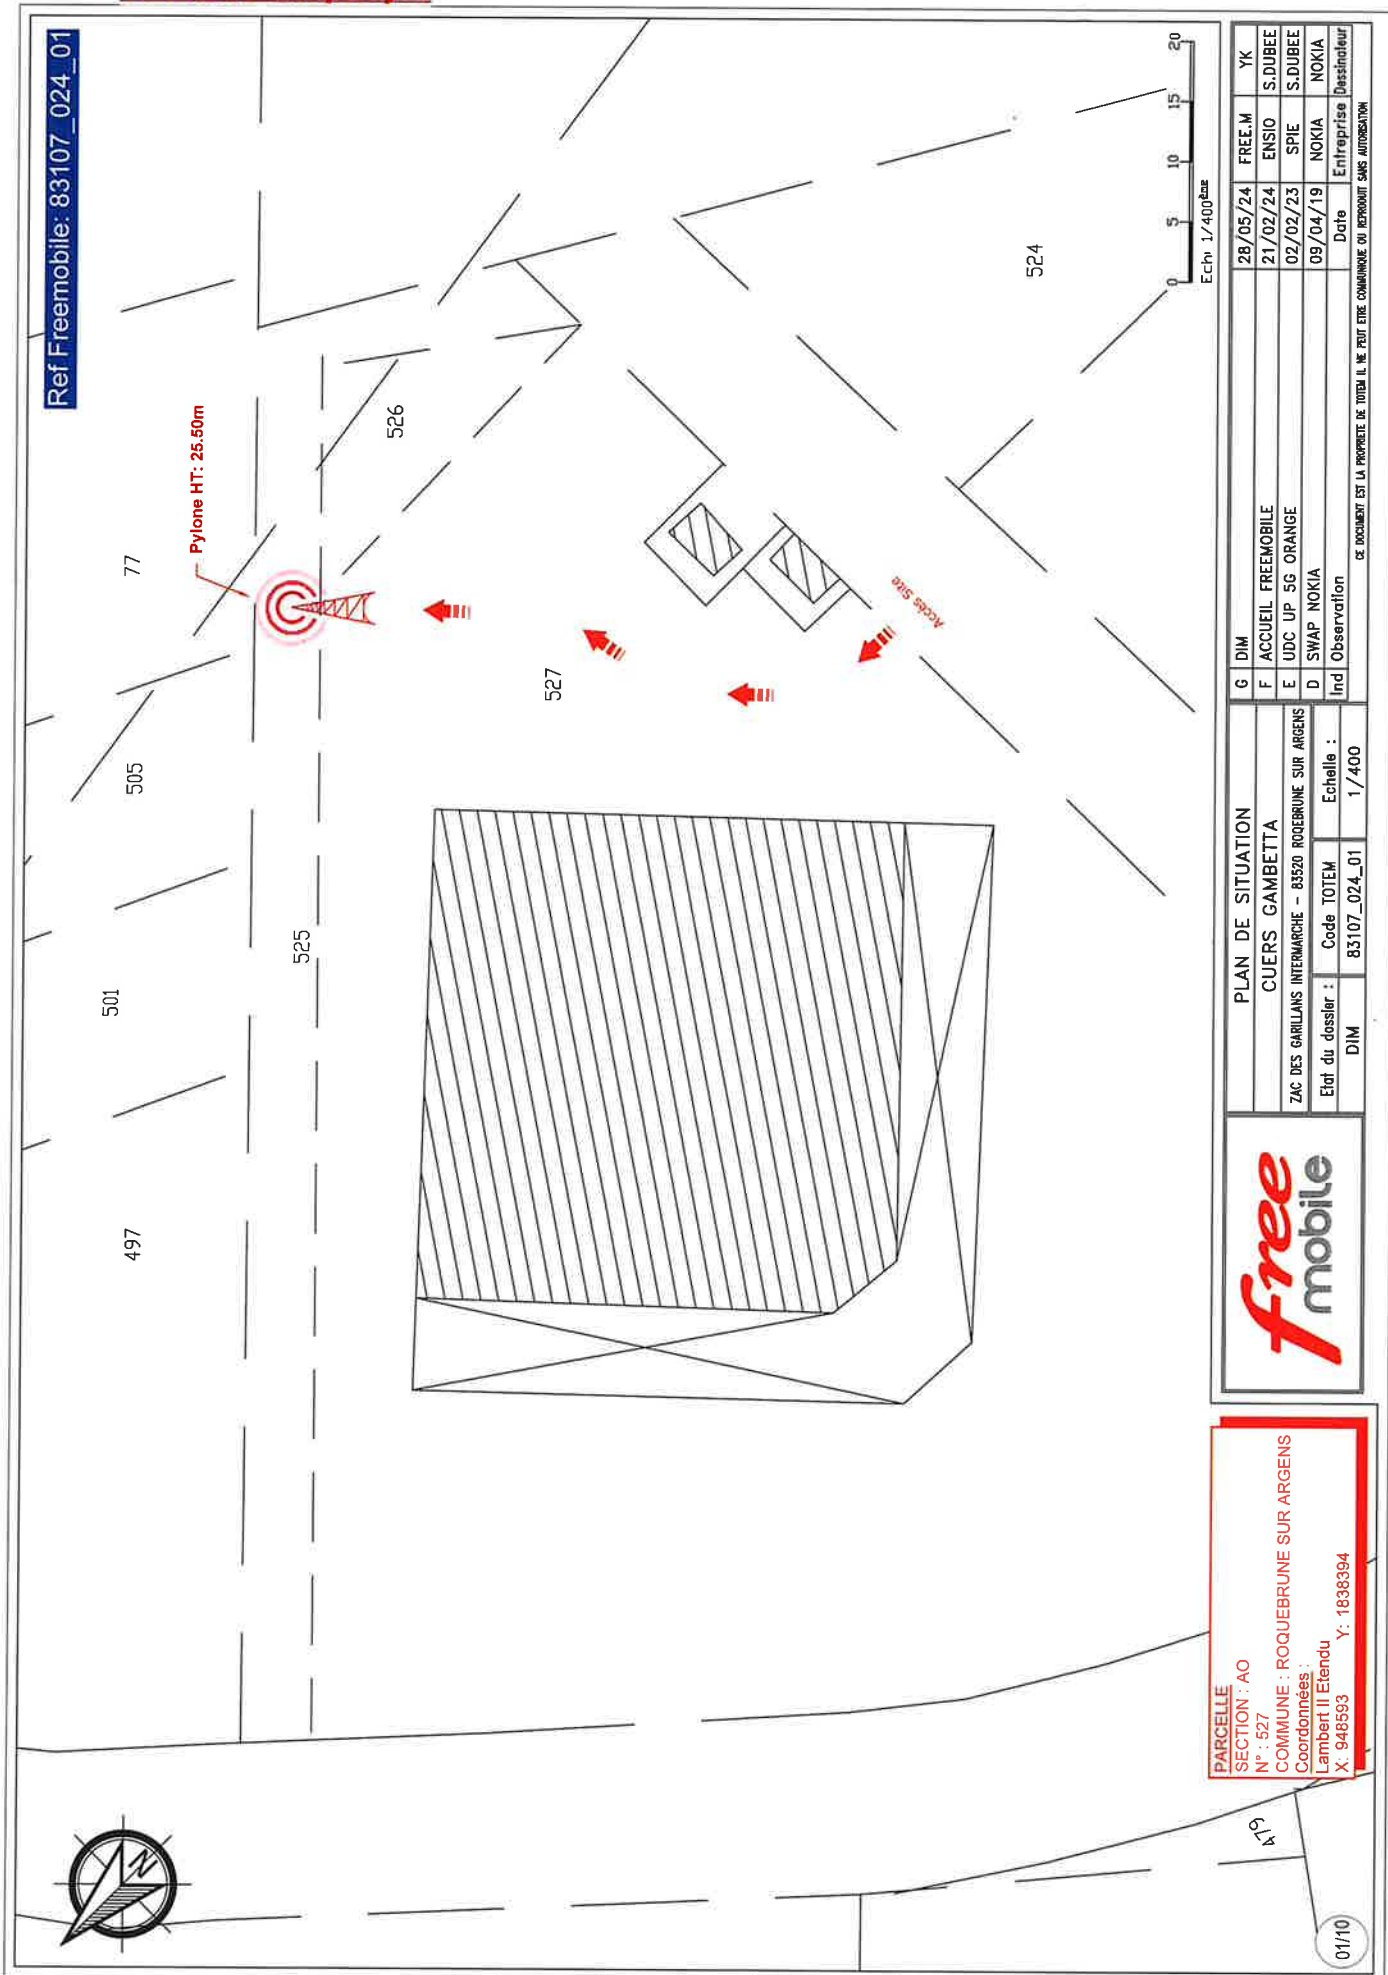 Ref Freemobile: 83107_024_01
Pylone HT: 25.50m
77
505
501
497
525
526
527
524
479
Accès Site
0 5 10 15 20
Ech: 1/400ème
PARCELLE
SECTION : AO
N° : 527
COMMUNE : ROQUEBRUNE SUR ARGENS
Coordonnées :
Lambert II Etendu
X: 948593 Y: 1838394
free
mobile
PLAN DE SITUATION
CUERS GAMBETTA
ZAC DES GARILLANS INTERMARCHE - 83520 ROQEBRUNE SUR ARGENS
Etat du dossier : Code TOTEM Echelle :
DIM 83107_024_01 1/400
G DIM 28/05/24 FREE.M YK
F ACCUEIL FREEMOBILE 21/02/24 ENSIO S.DUBEE
E UDC UP 5G ORANGE 02/02/23 SPIE S.DUBEE
D SWAP NOKIA 09/04/19 NOKIA NOKIA
Ind Observation Date Entreprise Dessinateur
CE DOCUMENT EST LA PROPRIETE DE TOTEM IL NE PEUT ETRE COMMUNIQUE OU REPRODUIT SANS AUTORISATION
N
01/10